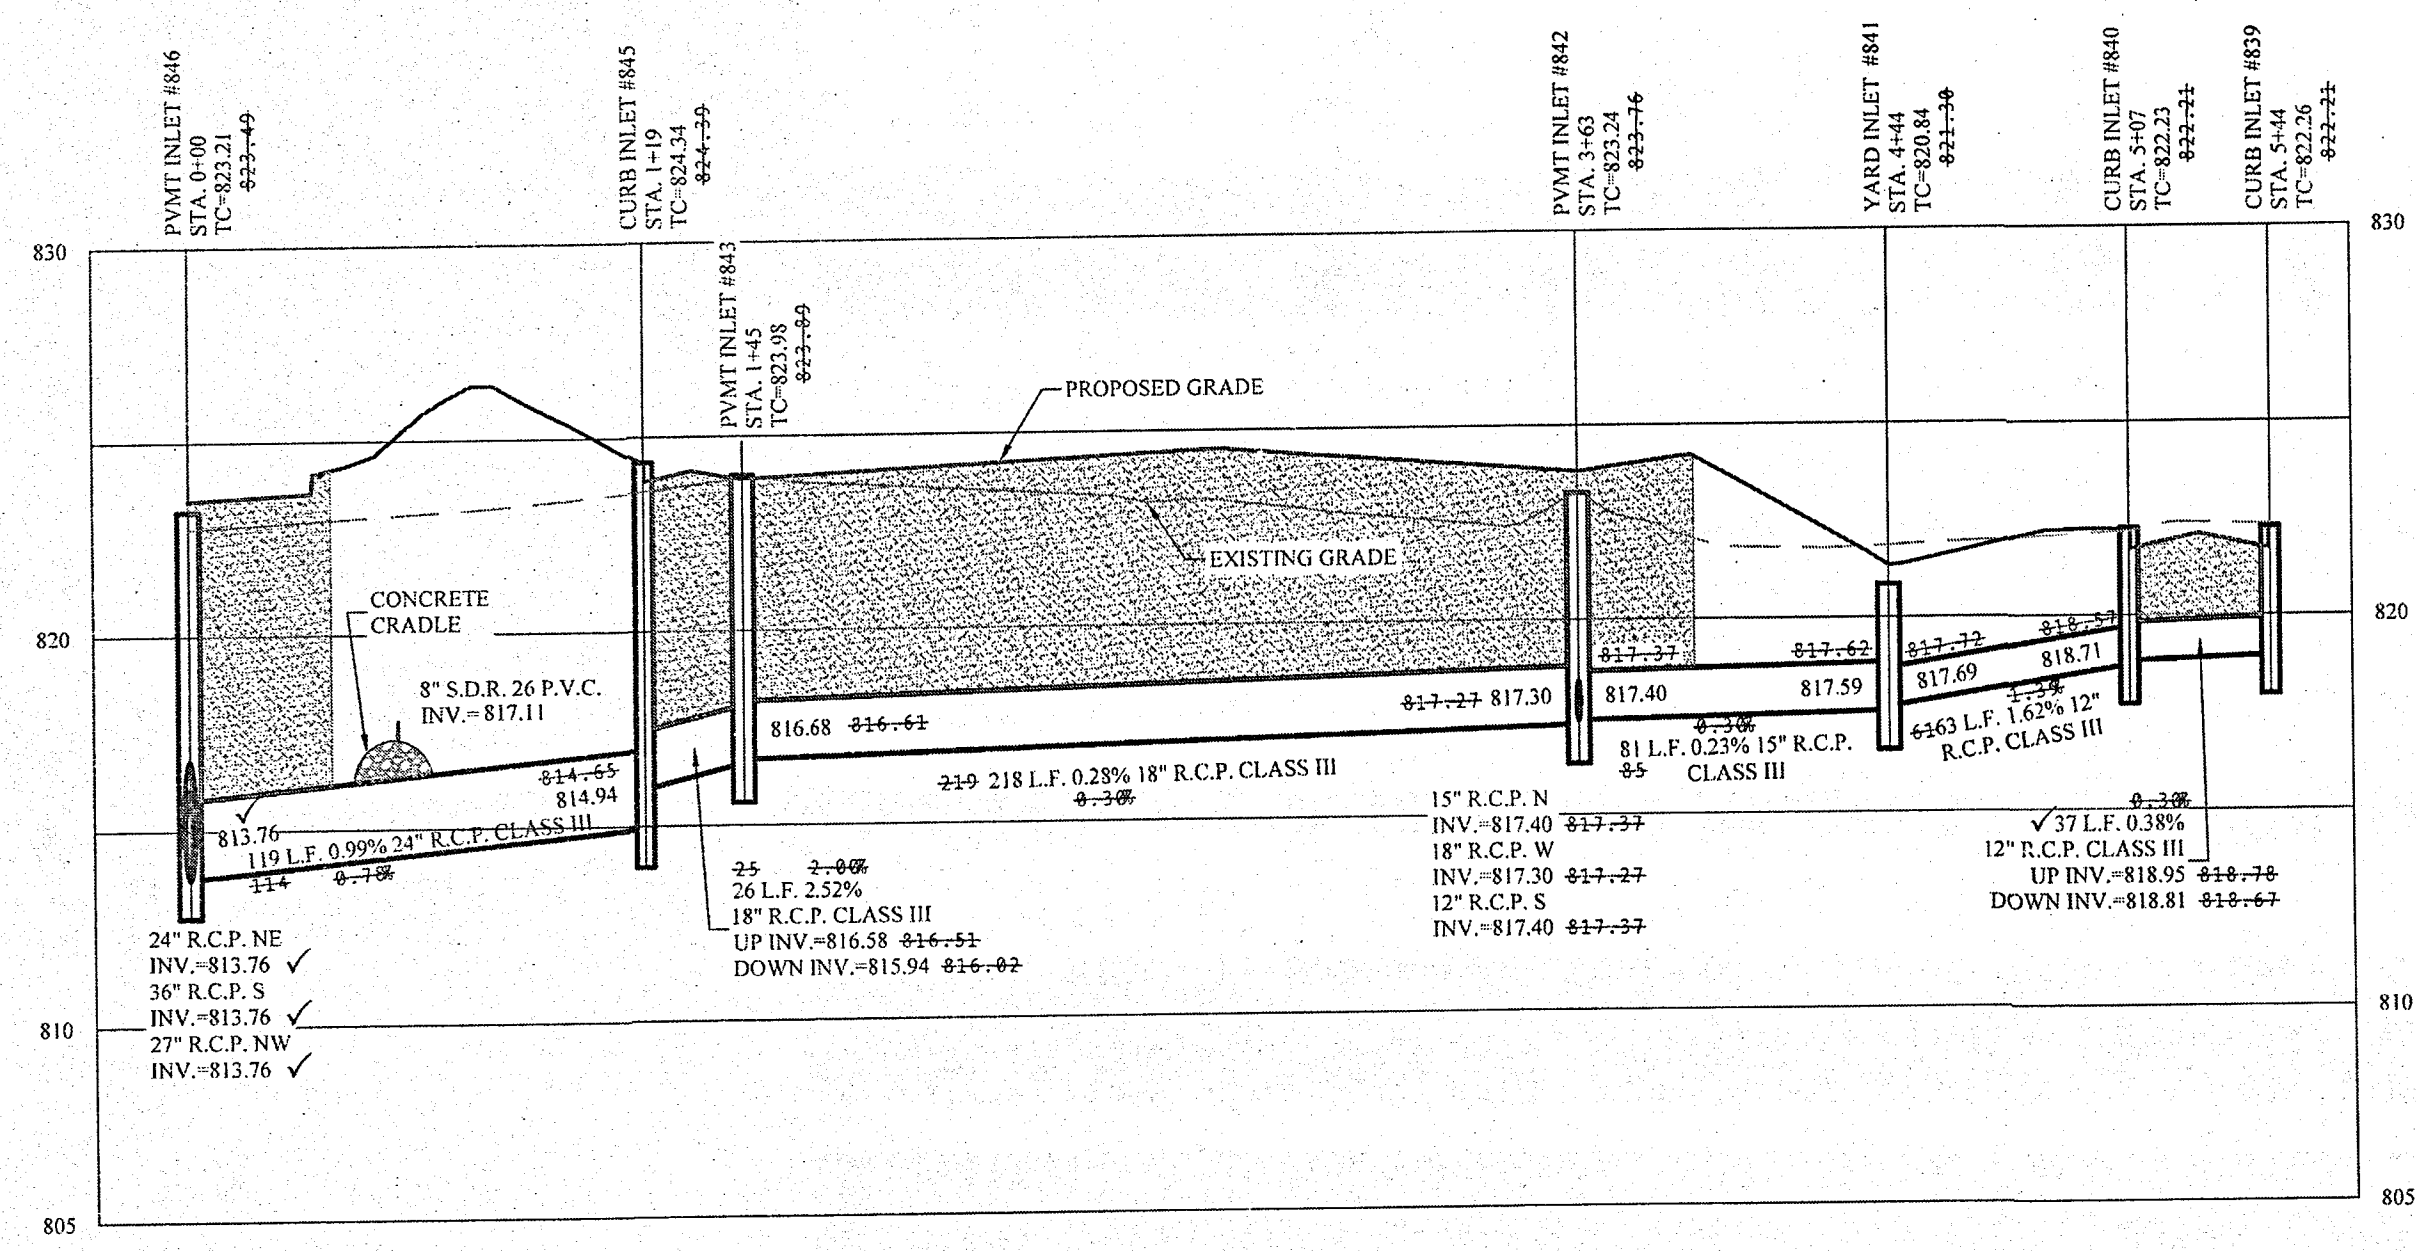 PVMT INLET #846
STA. 0+00
TC=823.21
823.49
CURB INLET #845
STA. 1+19
TC=824.34
824.39
PVMT INLET #843
STA. 1+45
TC=823.98
823.89
PVMT INLET #842
STA. 3+63
TC=823.24
823.76
YARD INLET #841
STA. 4+44
TC=820.84
821.30
CURB INLET #840
STA. 5+07
TC=822.23
822.21
CURB INLET #839
STA. 5+44
TC=822.26
822.21
830
830
PROPOSED GRADE
EXISTING GRADE
CONCRETE
CRADLE
820
820
8" S.D.R. 26 P.V.C.
INV.=817.11
814.65
814.94
813.76
119 L.F. 0.99% 24" R.C.P. CLASS III
114 0.78%
816.68 816.61
219 218 L.F. 0.28% 18" R.C.P. CLASS III
0.30%
817.27 817.30
817.37
817.40
817.62
817.59
0.30%
81 L.F. 0.23% 15" R.C.P.
85 CLASS III
817.72
817.69
818.57
818.71
1.39%
6163 L.F. 1.62% 12"
R.C.P. CLASS III
25 2.00%
26 L.F. 2.52%
18" R.C.P. CLASS III
UP INV.=816.58 816.51
DOWN INV.=815.94 816.02
15" R.C.P. N
INV.=817.40 817.37
18" R.C.P. W
INV.=817.30 817.27
12" R.C.P. S
INV.=817.40 817.37
0.30%
✓37 L.F. 0.38%
12" R.C.P. CLASS III
UP INV.=818.95 818.78
DOWN INV.=818.81 818.67
24" R.C.P. NE
INV.=813.76 ✓
36" R.C.P. S
INV.=813.76 ✓
27" R.C.P. NW
INV.=813.76 ✓
810
810
805
805